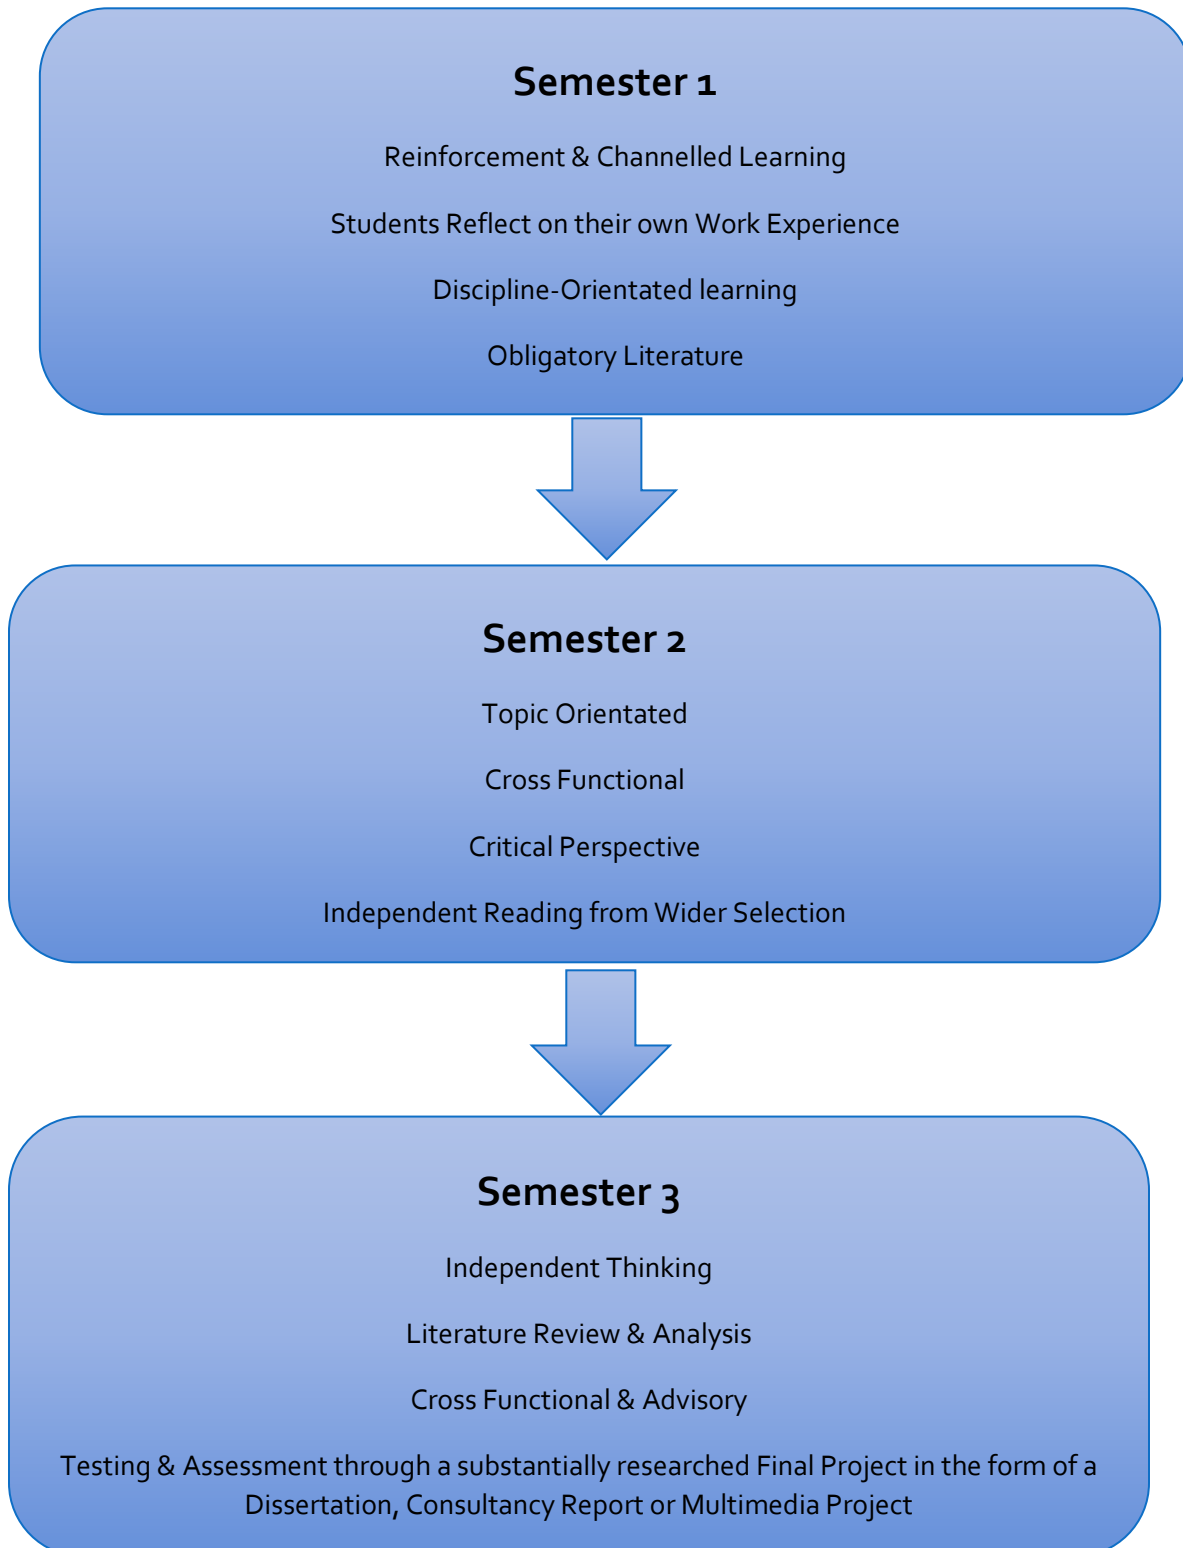 Semester 1
Reinforcement & Channelled Learning
Students Reflect on their own Work Experience
Discipline-Orientated learning
Obligatory Literature
Semester 2
Topic Orientated
Cross Functional
Critical Perspective
Independent Reading from Wider Selection
Semester 3
Independent Thinking
Literature Review & Analysis
Cross Functional & Advisory
Testing & Assessment through a substantially researched Final Project in the form of a
Dissertation, Consultancy Report or Multimedia Project